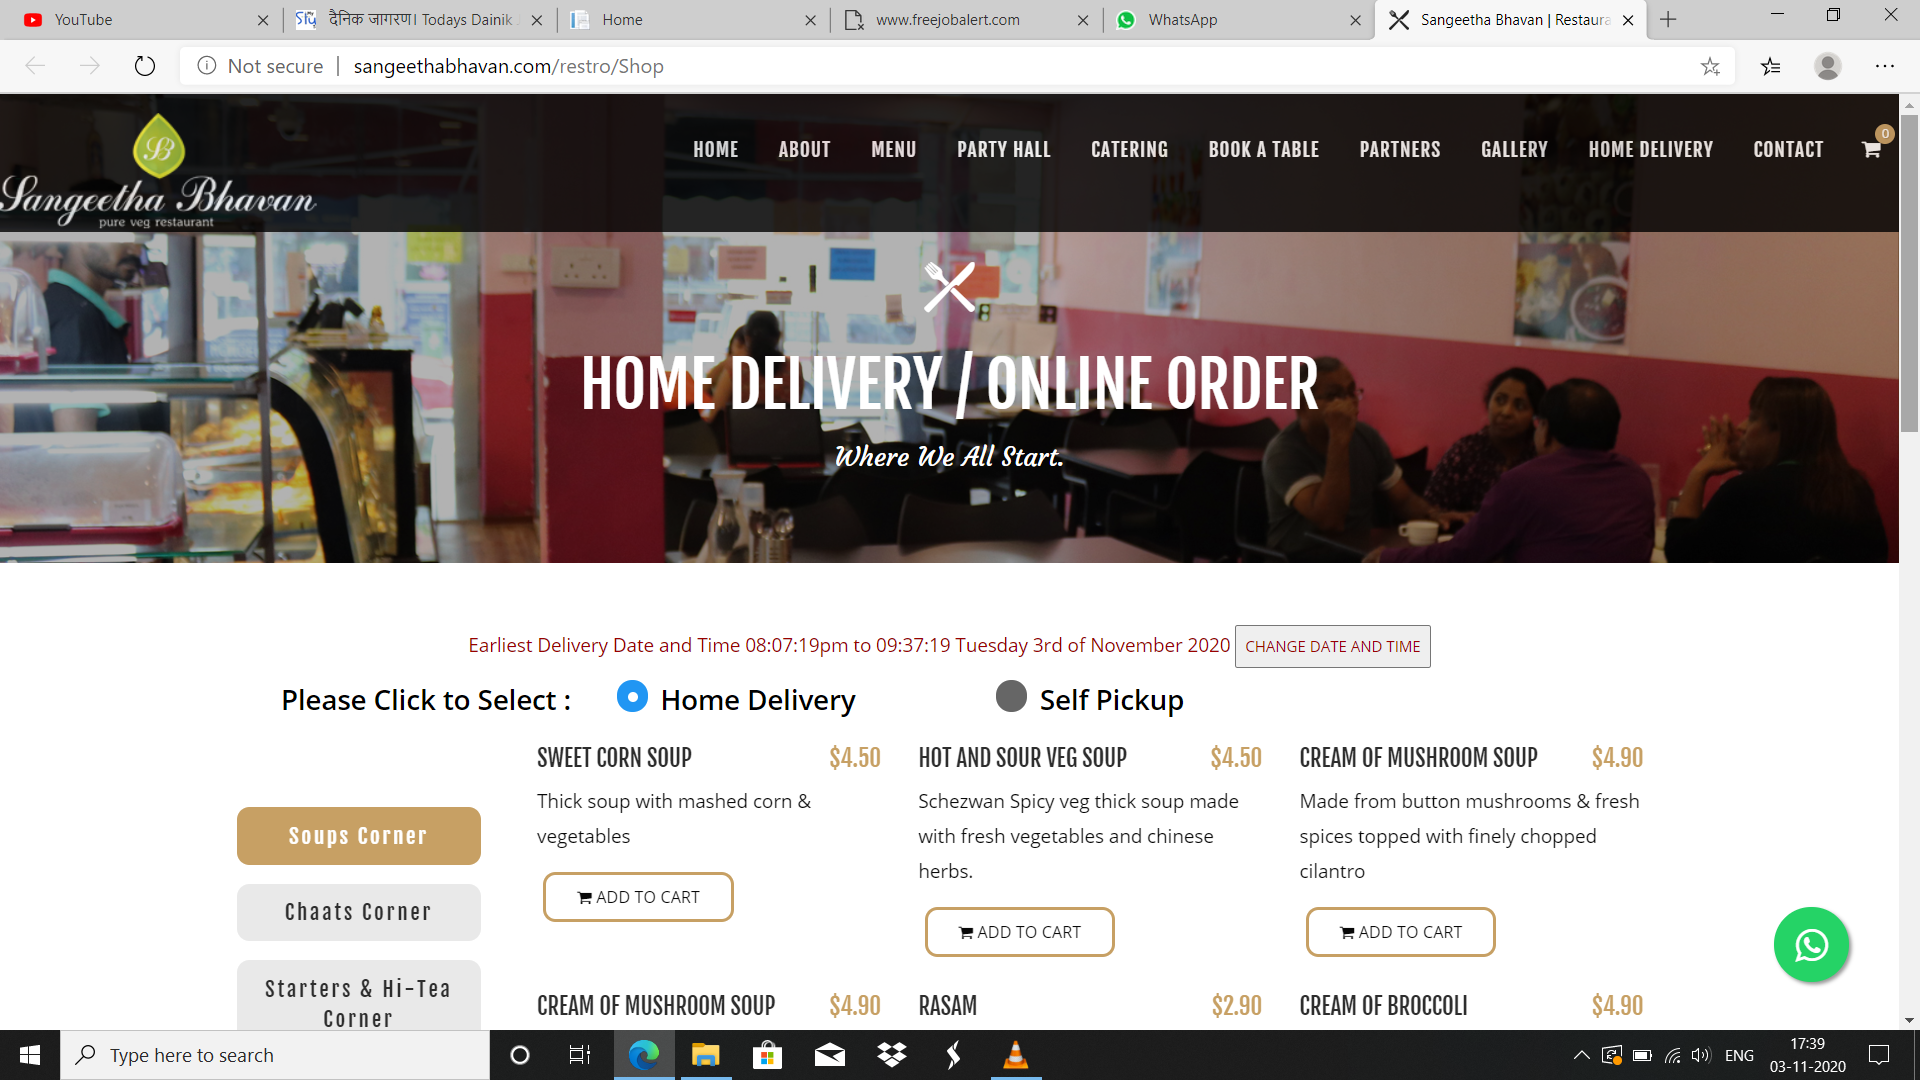 YouTube
दैनिक जागरण। Todays Dainik J
Home
www.freejobalert.com
WhatsApp
Sangeetha Bhavan | Restaura
Not secure | sangeethabhavan.com/restro/Shop
B
Sangeetha Bhavan
pure veg restaurant
HOME ABOUT MENU PARTY HALL CATERING BOOK A TABLE PARTNERS GALLERY HOME DELIVERY CONTACT 0
HOME DELIVERY / ONLINE ORDER
Where We All Start.
Earliest Delivery Date and Time 08:07:19pm to 09:37:19 Tuesday 3rd of November 2020 CHANGE DATE AND TIME
Please Click to Select : Home Delivery Self Pickup
Soups Corner
Chaats Corner
Starters & Hi-Tea
Corner
SWEET CORN SOUP $4.50
Thick soup with mashed corn &
vegetables
ADD TO CART
HOT AND SOUR VEG SOUP $4.50
Schezwan Spicy veg thick soup made
with fresh vegetables and chinese
herbs.
ADD TO CART
CREAM OF MUSHROOM SOUP $4.90
Made from button mushrooms & fresh
spices topped with finely chopped
cilantro
ADD TO CART
CREAM OF MUSHROOM SOUP $4.90
RASAM $2.90
CREAM OF BROCCOLI $4.90
Type here to search
ENG
17:39
03-11-2020